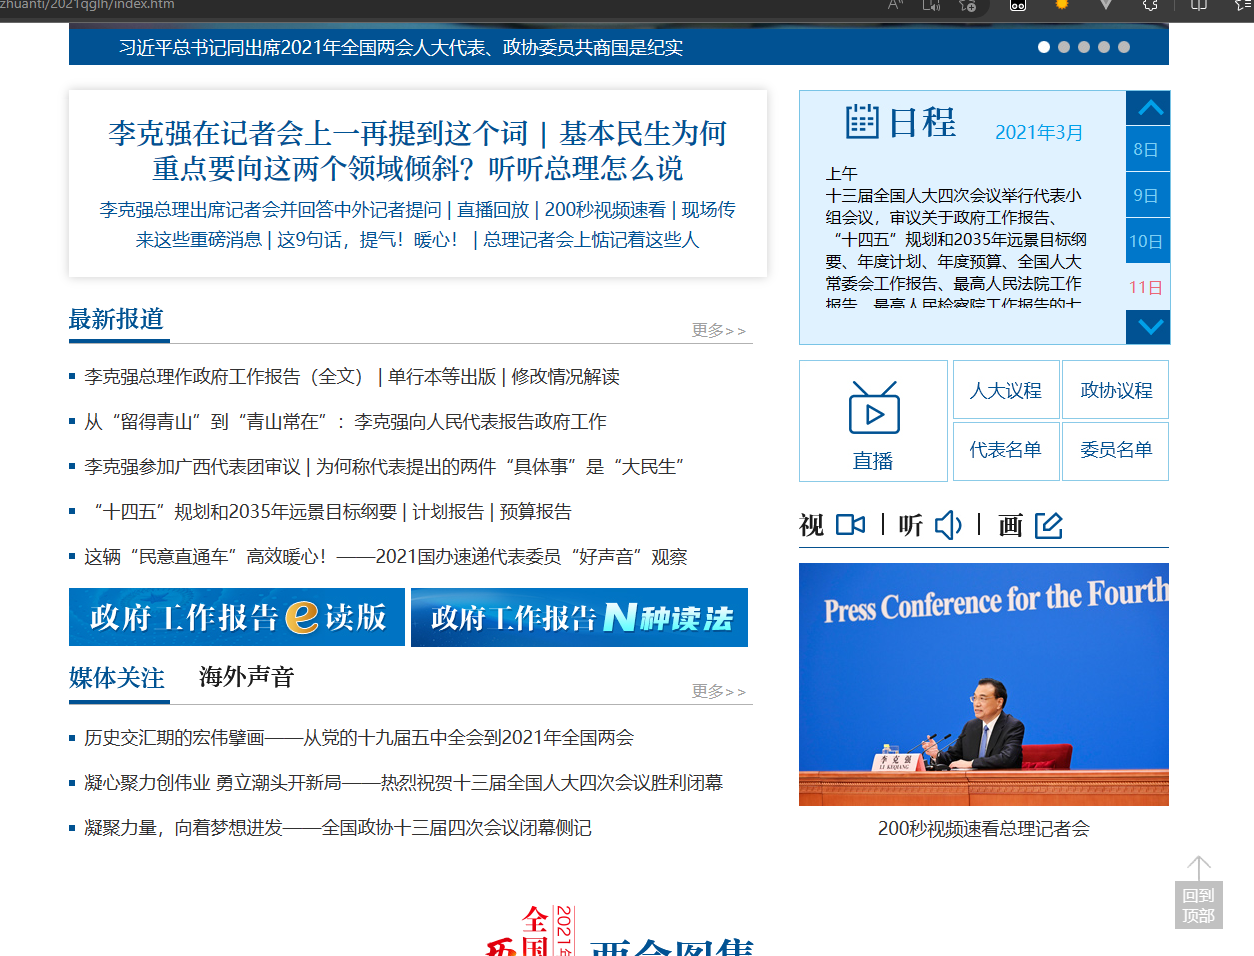 zhuanti/2021qglh/index.htm
习近平总书记同出席2021年全国两会人大代表、政协委员共商国是纪实
李克强在记者会上一再提到这个词 | 基本民生为何
重点要向这两个领域倾斜？听听总理怎么说
李克强总理出席记者会并回答中外记者提问 | 直播回放 | 200秒视频速看 | 现场传
来这些重磅消息 | 这9句话，提气！暖心！ | 总理记者会上惦记着这些人
最新报道
更多>>
李克强总理作政府工作报告（全文） | 单行本等出版 | 修改情况解读
从“留得青山”到“青山常在”：李克强向人民代表报告政府工作
李克强参加广西代表团审议 | 为何称代表提出的两件“具体事”是“大民生”
“十四五”规划和2035年远景目标纲要 | 计划报告 | 预算报告
这辆“民意直通车”高效暖心！——2021国办速递代表委员“好声音”观察
政府工作报告e读版
政府工作报告N种读法
媒体关注
海外声音
更多>>
历史交汇期的宏伟擘画——从党的十九届五中全会到2021年全国两会
凝心聚力创伟业 勇立潮头开新局——热烈祝贺十三届全国人大四次会议胜利闭幕
凝聚力量，向着梦想进发——全国政协十三届四次会议闭幕侧记
日程
2021年3月
8日
9日
10日
11日
上午
十三届全国人大四次会议举行代表小
组会议，审议关于政府工作报告、
“十四五”规划和2035年远景目标纲
要、年度计划、年度预算、全国人大
常委会工作报告、最高人民法院工作
报告、最高人民检察院工作报告的七
直播
人大议程
政协议程
代表名单
委员名单
视 | 听 | 画
Press Conference for the Fourth
李克强
LI KEQIANG
200秒视频速看总理记者会
回到
顶部
全国
2021年
两会图集